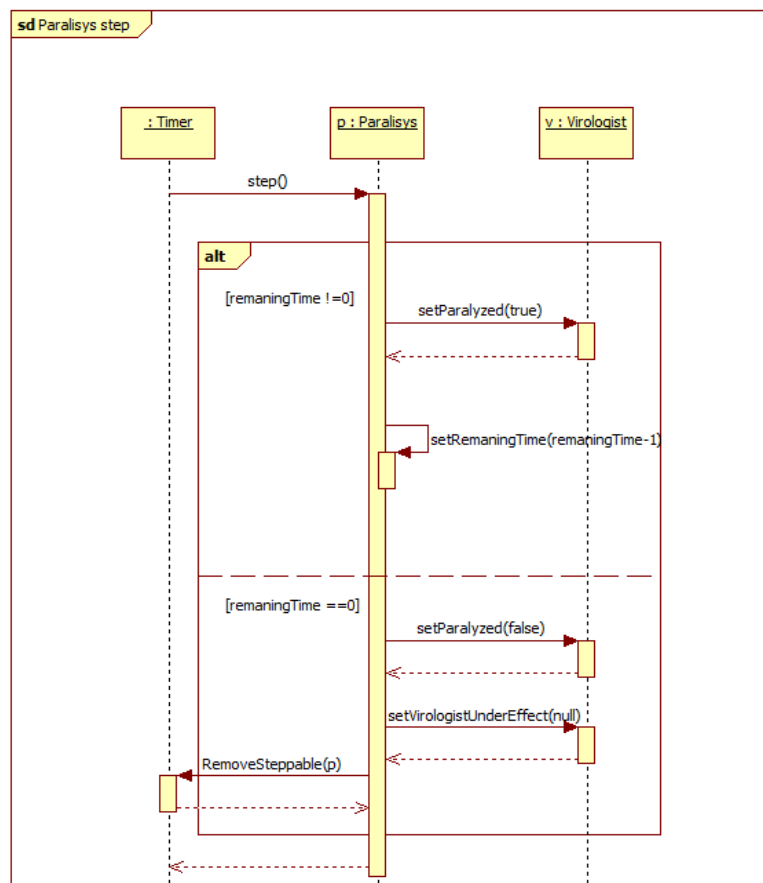 sd Paralisys step
: Timer
p : Paralisys
v : Virologist
step()
alt
[remaningTime !=0]
setParalyzed(true)
setRemaningTime(remaningTime-1)
[remaningTime ==0]
setParalyzed(false)
setVirologistUnderEffect(null)
RemoveSteppable(p)